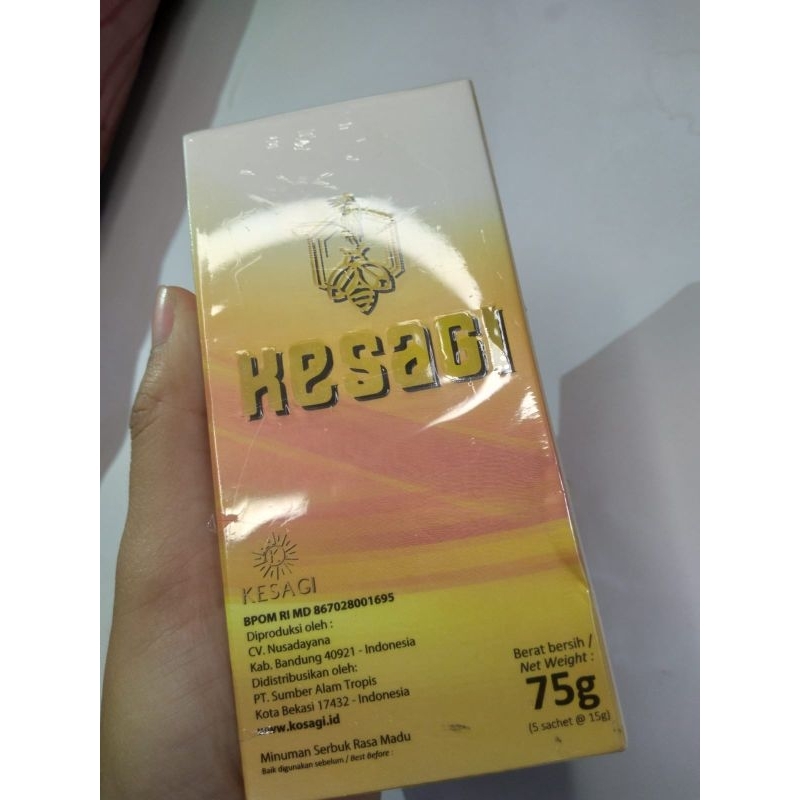 KesaGi
KESAGI
BPOM RI MD 867028001695
Diproduksi oleh :
CV. Nusadayana
Kab. Bandung 40921 - Indonesia
Didistribusikan oleh:
PT. Sumber Alam Tropis
Kota Bekasi 17432 - Indonesia
www.kosagi.id
Minuman Serbuk Rasa Madu
Baik digunakan sebelum / Best Before :
Berat bersih /
Net Weight :
75g
(5 sachet @ 15g)